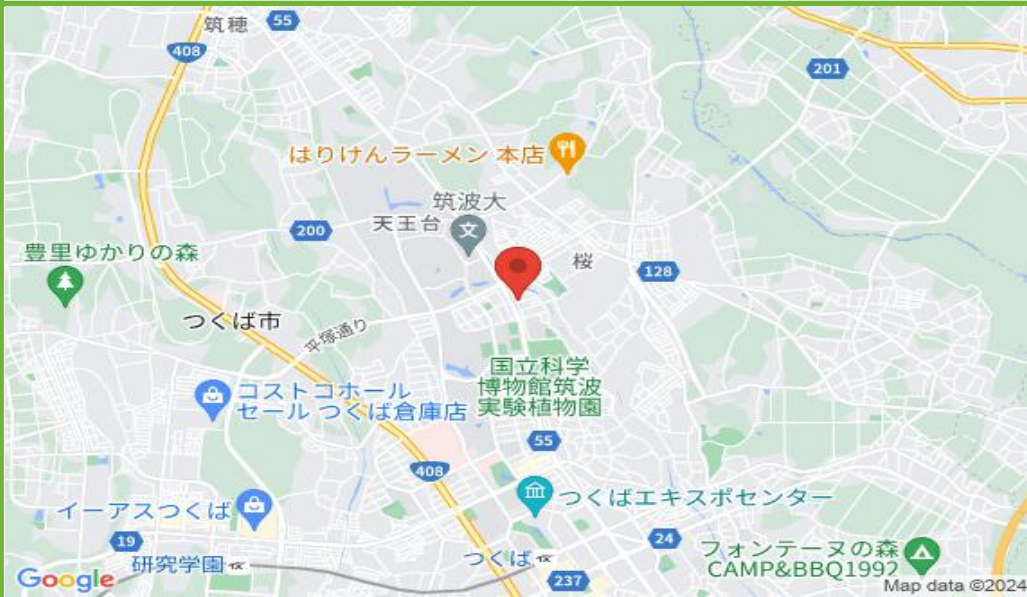 筑穂
55
408
201
はりけんラーメン 本店
筑波大
天王台
文
200
桜
128
豊里ゆかりの森
つくば市
平塚通り
国立科学
博物館筑波
実験植物園
コストコホール
セール つくば倉庫店
55
408
つくばエキスポセンター
イーアスつくば
19
研究学園
つくば
24
フォンテーヌの森
CAMP&BBQ1992
237
Google
Map data ©2024